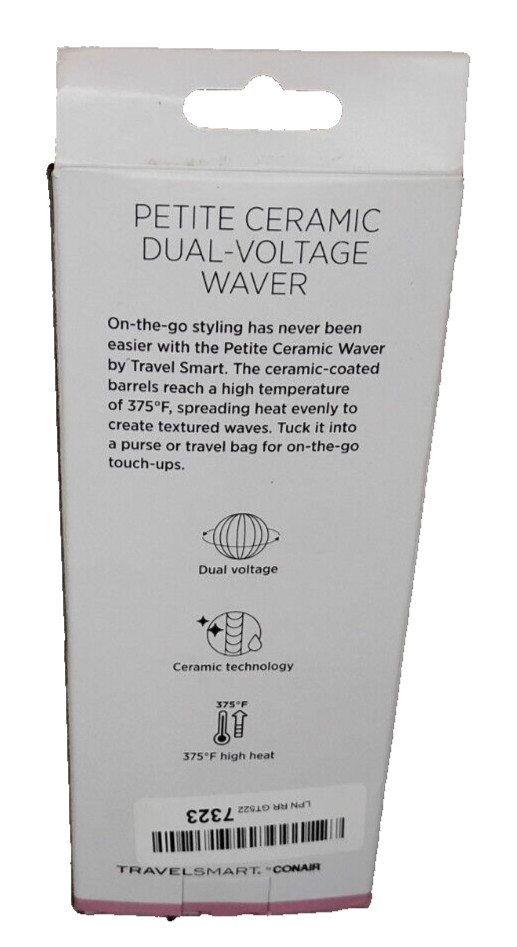 PETITE CERAMIC
DUAL-VOLTAGE
WAVER
On-the-go styling has never been
easier with the Petite Ceramic Waver
by Travel Smart. The ceramic-coated
barrels reach a high temperature
of 375°F, spreading heat evenly to
create textured waves. Tuck it into
a purse or travel bag for on-the-go
touch-ups.
Dual voltage
Ceramic technology
375°F
375°F high heat
LPN RR GT522 7323
TRAVELSMART. BY CONAIR